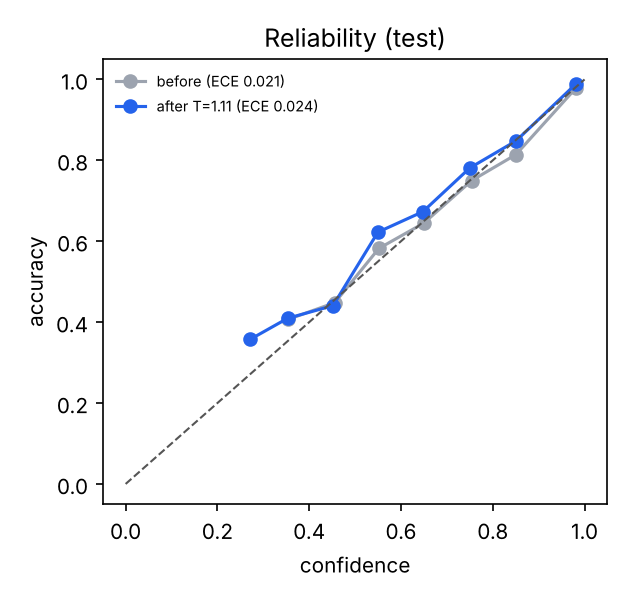 Reliability (test)
before (ECE 0.021)
after T=1.11 (ECE 0.024)
accuracy
1.0
0.8
0.6
0.4
0.2
0.0
0.0 0.2 0.4 0.6 0.8 1.0
confidence